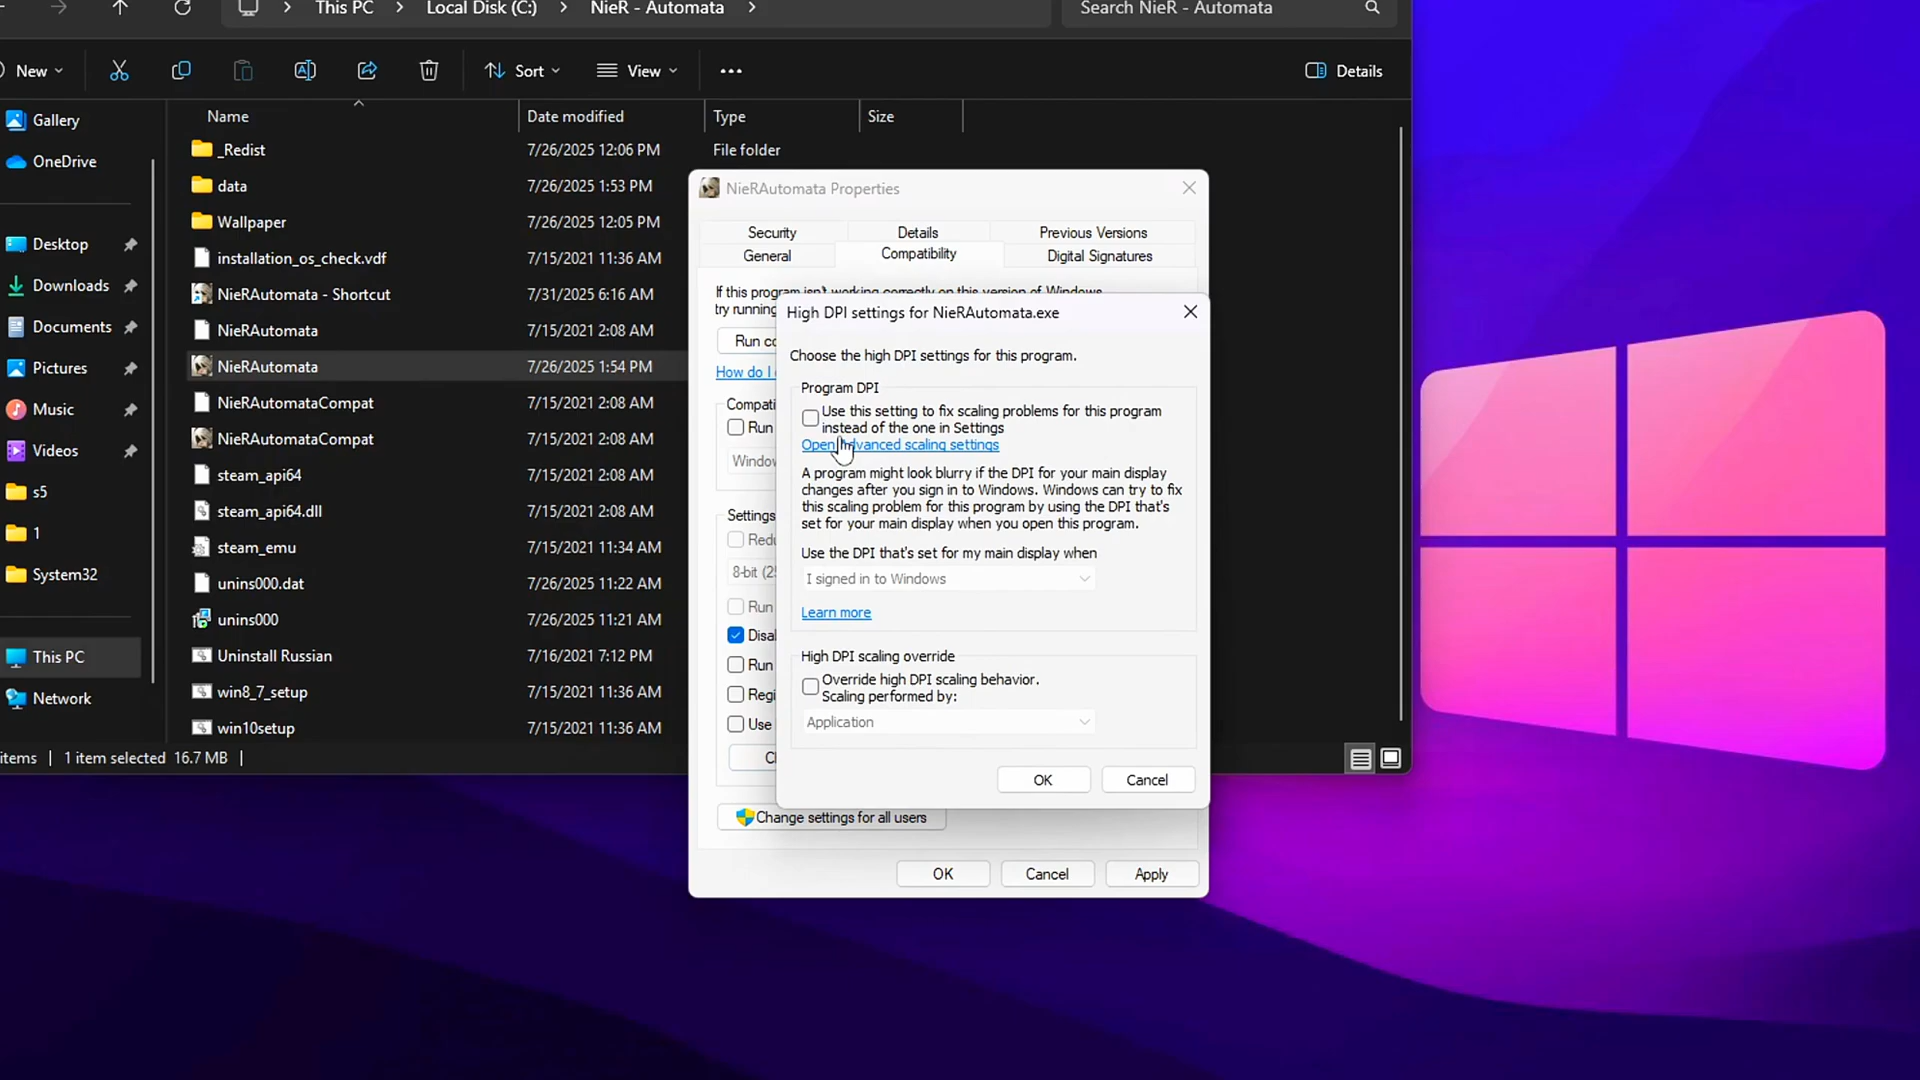 This PC
Local Disk (C:)
NieR - Automata
Search NieR - Automata
New
Sort
View
Details
Name
Date modified
Type
Size
Gallery
OneDrive
Desktop
Downloads
Documents
Pictures
Music
Videos
s5
1
System32
This PC
Network
_Redist 7/26/2025 12:06 PM File folder
data 7/26/2025 1:53 PM
Wallpaper 7/26/2025 12:05 PM
installation_os_check.vdf 7/15/2021 11:36 AM
NieRAutomata - Shortcut 7/31/2025 6:16 AM
NieRAutomata 7/15/2021 2:08 AM
NieRAutomata 7/26/2025 1:54 PM
NieRAutomataCompat 7/15/2021 2:08 AM
NieRAutomataCompat 7/15/2021 2:08 AM
steam_api64 7/15/2021 2:08 AM
steam_api64.dll 7/15/2021 2:08 AM
steam_emu 7/15/2021 11:34 AM
unins000.dat 7/26/2025 11:22 AM
unins000 7/26/2025 11:21 AM
Uninstall Russian 7/16/2021 7:12 PM
win8_7_setup 7/15/2021 11:36 AM
win10setup 7/15/2021 11:36 AM
items
1 item selected 16.7 MB
NieRAutomata Properties
Security
Details
Previous Versions
General
Compatibility
Digital Signatures
If this program isn't working correctly on this version of Windows,
try running
Run co
How do I
Compati
Run
Window
Settings
Redu
8-bit (25
Run
Disal
Run
Regi
Use
Cl
Change settings for all users
OK
Cancel
Apply
High DPI settings for NieRAutomata.exe
Choose the high DPI settings for this program.
Program DPI
Use this setting to fix scaling problems for this program
instead of the one in Settings
Open advanced scaling settings
A program might look blurry if the DPI for your main display
changes after you sign in to Windows. Windows can try to fix
this scaling problem for this program by using the DPI that's
set for your main display when you open this program.
Use the DPI that's set for my main display when
I signed in to Windows
Learn more
High DPI scaling override
Override high DPI scaling behavior.
Scaling performed by:
Application
OK
Cancel